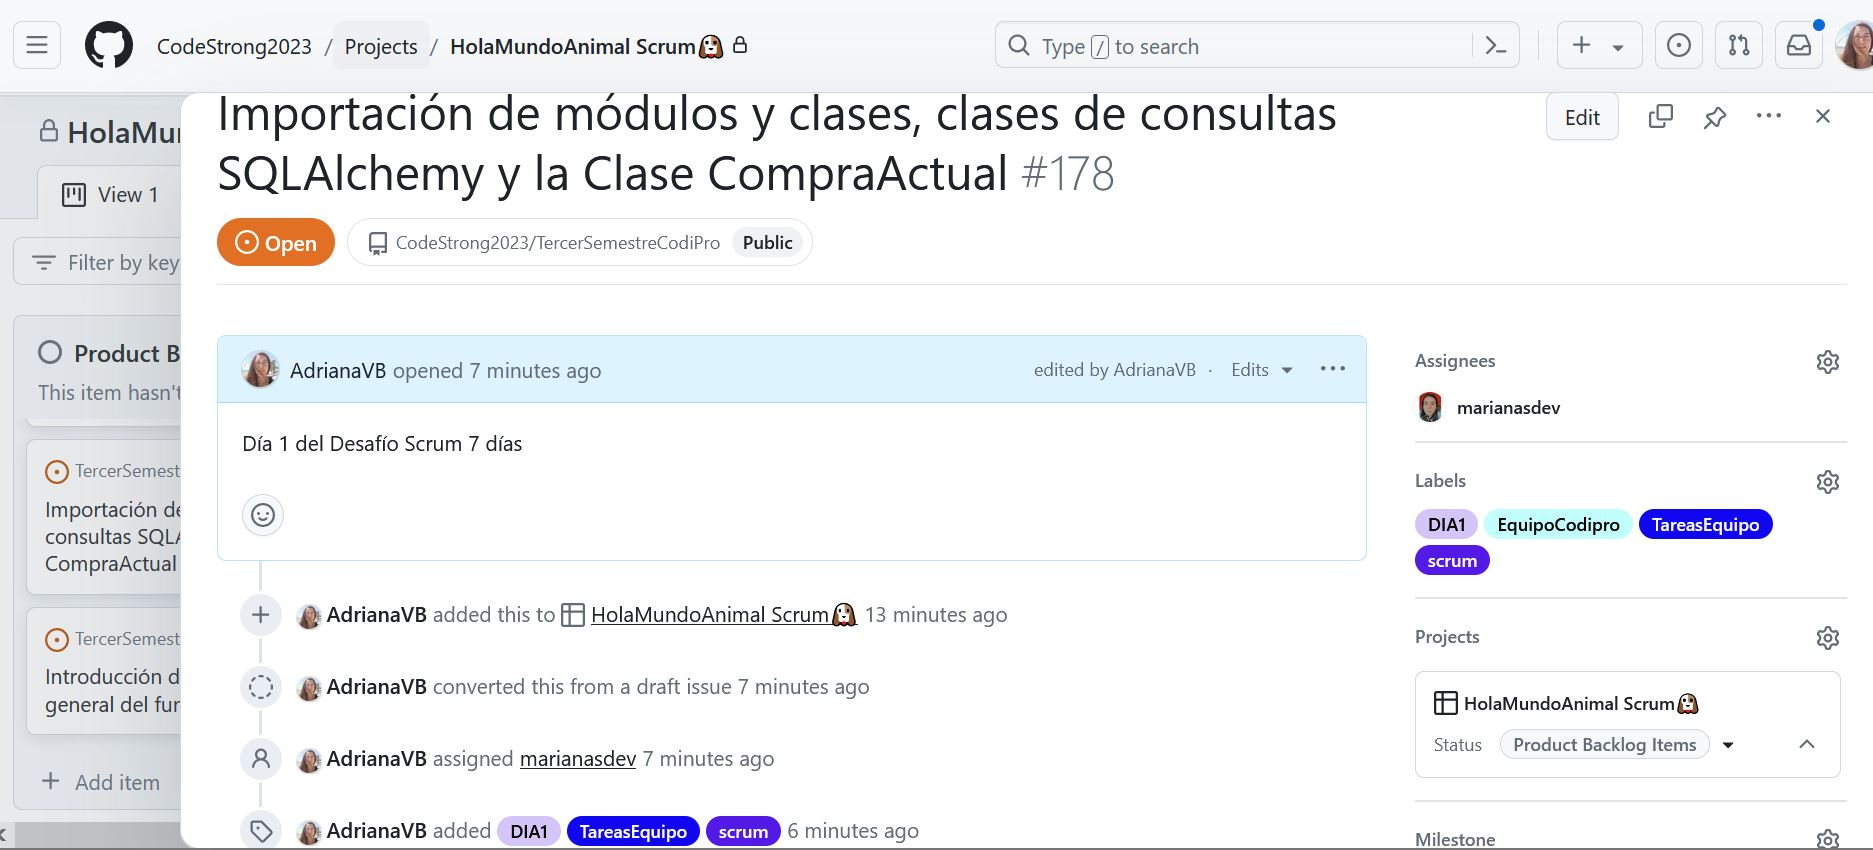 CodeStrong2023 / Projects / HolaMundoAnimal Scrum
Type / to search
HolaMun
View 1
Filter by key
Product B
This item hasn't
TercerSemest
Importación de
consultas SQLA
CompraActual
TercerSemest
Introducción d
general del fun
Add item
Importación de módulos y clases, clases de consultas
SQLAlchemy y la Clase CompraActual #178
Edit
Open
CodeStrong2023/TercerSemestreCodiPro Public
AdrianaVB opened 7 minutes ago
edited by AdrianaVB · Edits
Día 1 del Desafío Scrum 7 días
AdrianaVB added this to HolaMundoAnimal Scrum 13 minutes ago
AdrianaVB converted this from a draft issue 7 minutes ago
AdrianaVB assigned marianasdev 7 minutes ago
AdrianaVB added DIA1 TareasEquipo scrum 6 minutes ago
Assignees
marianasdev
Labels
DIA1 EquipoCodipro TareasEquipo
scrum
Projects
HolaMundoAnimal Scrum
Status Product Backlog Items
Milestone